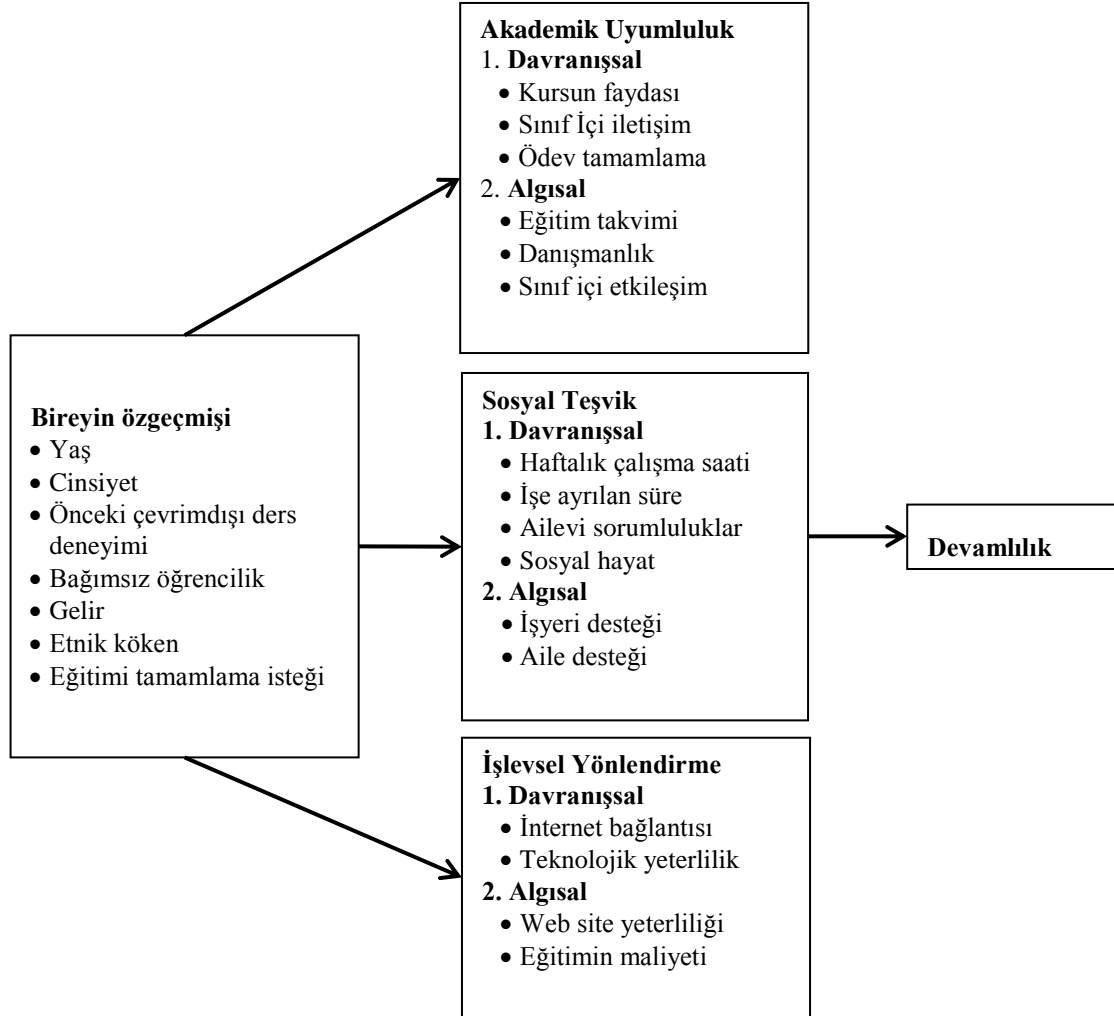 Akademik Uyumluluk
1. Davranışsal
• Kursun faydası
• Sınıf İçi iletişim
• Ödev tamamlama
2. Algısal
• Eğitim takvimi
• Danışmanlık
• Sınıf içi etkileşim
Bireyin özgeçmişi
• Yaş
• Cinsiyet
• Önceki çevrimdışı ders
deneyimi
• Bağımsız öğrencilik
• Gelir
• Etnik köken
• Eğitimi tamamlama isteği
Sosyal Teşvik
1. Davranışsal
• Haftalık çalışma saati
• İşe ayrılan süre
• Ailevi sorumluluklar
• Sosyal hayat
2. Algısal
• İşyeri desteği
• Aile desteği
Devamlılık
İşlevsel Yönlendirme
1. Davranışsal
• İnternet bağlantısı
• Teknolojik yeterlilik
2. Algısal
• Web site yeterliliği
• Eğitimin maliyeti